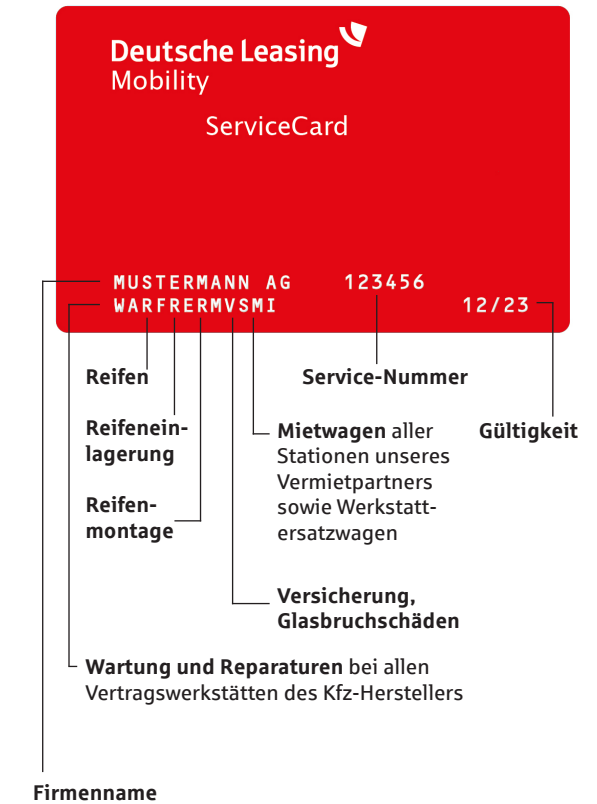 Deutsche Leasing
Mobility
ServiceCard
MUSTERMANN AG 123456
WARFRERMVSMI 12/23
Reifen
Service-Nummer
Reifenein-
lagerung
Mietwagen aller
Stationen unseres
Vermietpartners
sowie Werkstatt-
ersatzwagen
Gültigkeit
Reifen-
montage
Versicherung,
Glasbruchschäden
Wartung und Reparaturen bei allen
Vertragswerkstätten des Kfz-Herstellers
Firmenname